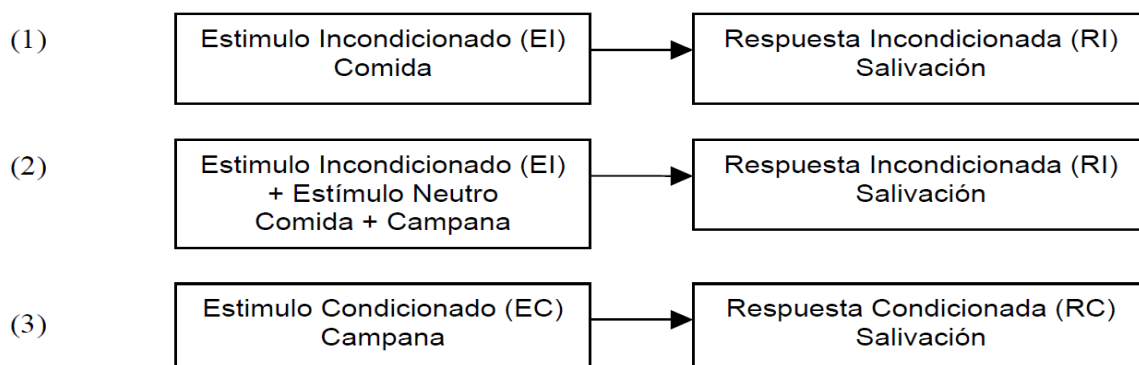 (1)
Estimulo Incondicionado (EI)
Comida
Respuesta Incondicionada (RI)
Salivación
(2)
Estimulo Incondicionado (EI)
+ Estímulo Neutro
Comida + Campana
Respuesta Incondicionada (RI)
Salivación
(3)
Estimulo Condicionado (EC)
Campana
Respuesta Condicionada (RC)
Salivación